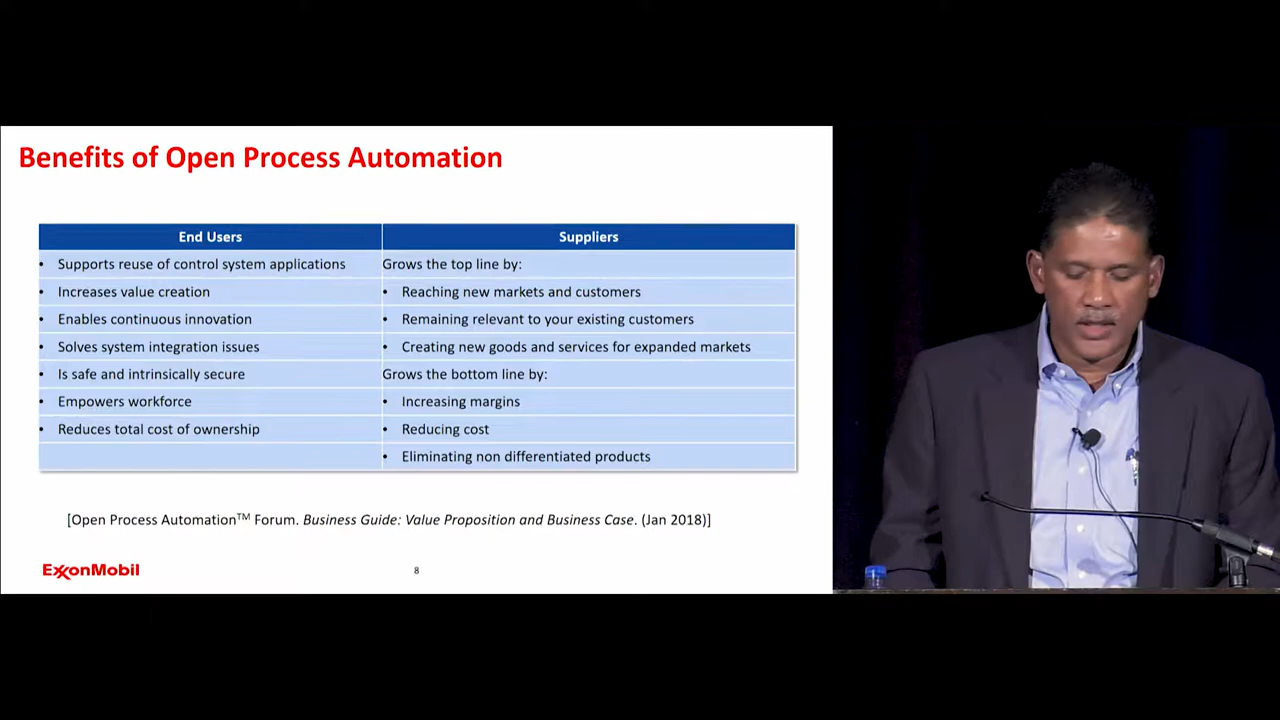 Benefits of Open Process Automation
End Users
Suppliers
• Supports reuse of control system applications
Grows the top line by:
• Increases value creation
• Reaching new markets and customers
• Enables continuous innovation
• Remaining relevant to your existing customers
• Solves system integration issues
• Creating new goods and services for expanded markets
• Is safe and intrinsically secure
Grows the bottom line by:
• Empowers workforce
• Increasing margins
• Reduces total cost of ownership
• Reducing cost
• Eliminating non differentiated products
[Open Process Automation™ Forum. Business Guide: Value Proposition and Business Case. (Jan 2018)]
ExxonMobil
8